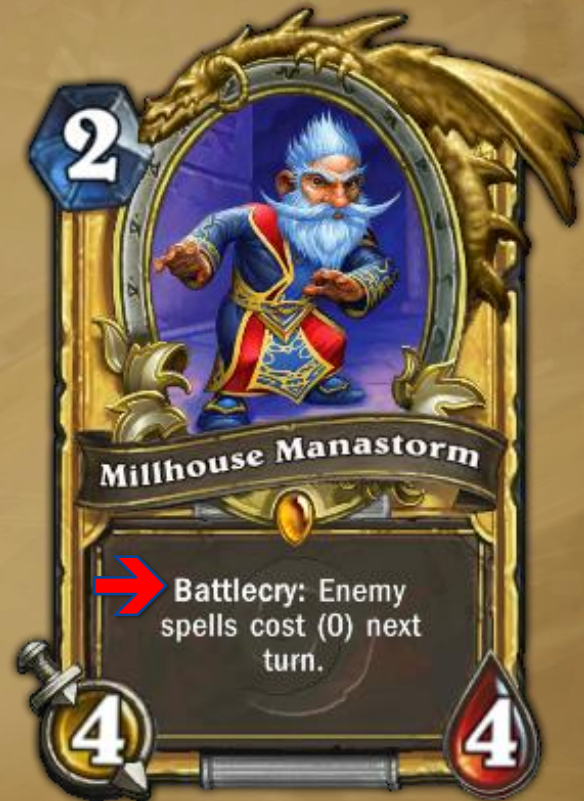 2
Millhouse Manastorm
Battlecry: Enemy
spells cost (0) next
turn.
4
4